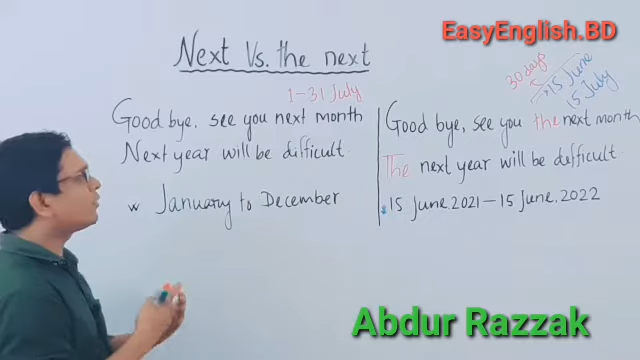 EasyEnglish.BD
Next Vs. the next
1-31 July
Good bye, see you next month
Next year will be difficult.
January to December
30 days
15 June
15 July
Good bye, see you the next month
The next year will be difficult.
15 June, 2021 - 15 June, 2022
Abdur Razzak